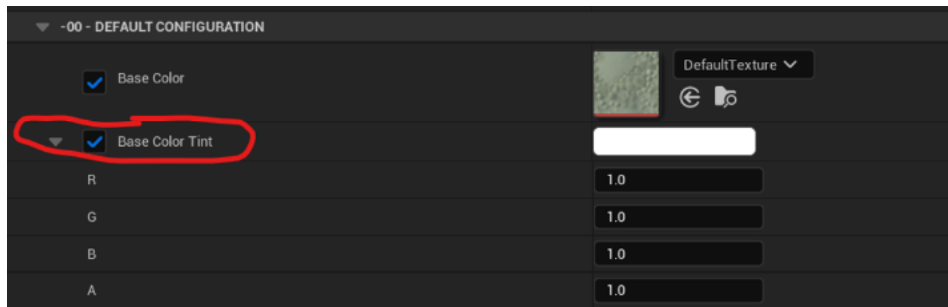 -00 - DEFAULT CONFIGURATION
Base Color
DefaultTexture
Base Color Tint
R
1.0
G
1.0
B
1.0
A
1.0